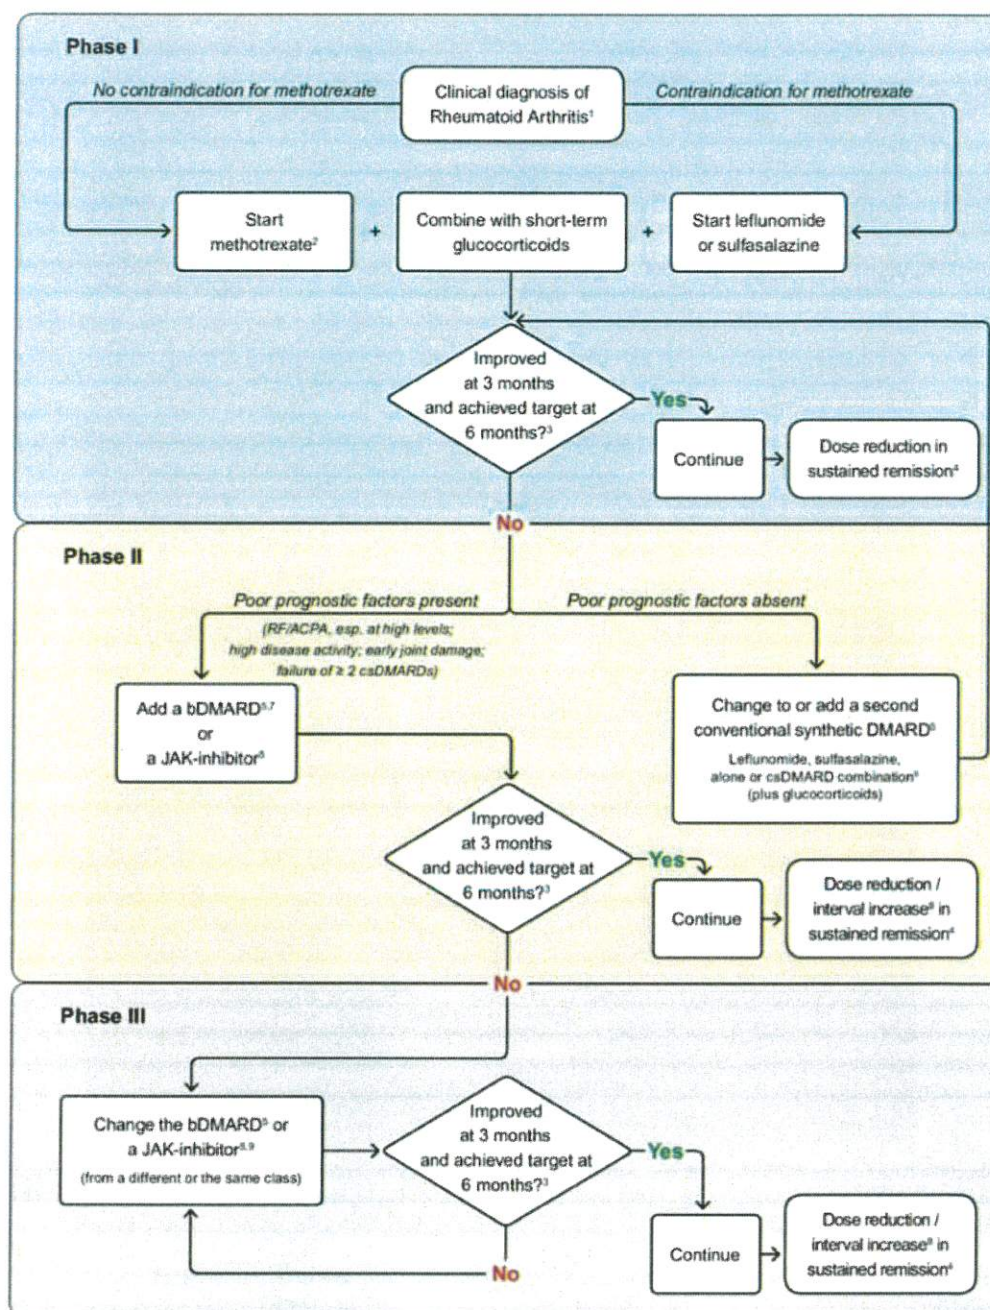 Phase I
No contraindication for methotrexate
Clinical diagnosis of
Rheumatoid Arthritis¹
Contraindication for methotrexate
Start
methotrexate²
+
Combine with short-term
glucocorticoids
+
Start leflunomide
or sulfasalazine
Improved
at 3 months
and achieved target at
6 months?³
Yes
Continue
Dose reduction in
sustained remission⁴
No
Phase II
Poor prognostic factors present
(RF/ACPA, esp. at high levels;
high disease activity; early joint damage;
failure of ≥ 2 csDMARDs)
Poor prognostic factors absent
Add a bDMARD⁵,⁷
or
a JAK-inhibitor⁵
Change to or add a second
conventional synthetic DMARD⁵
Leflunomide, sulfasalazine,
alone or csDMARD combination⁶
(plus glucocorticoids)
Improved
at 3 months
and achieved target at
6 months?³
Yes
Continue
Dose reduction /
interval increase⁸ in
sustained remission⁴
No
Phase III
Change the bDMARD⁵ or
a JAK-inhibitor⁸,⁹
(from a different or the same class)
Improved
at 3 months
and achieved target at
6 months?³
Yes
Continue
Dose reduction /
interval increase⁸ in
sustained remission⁴
No